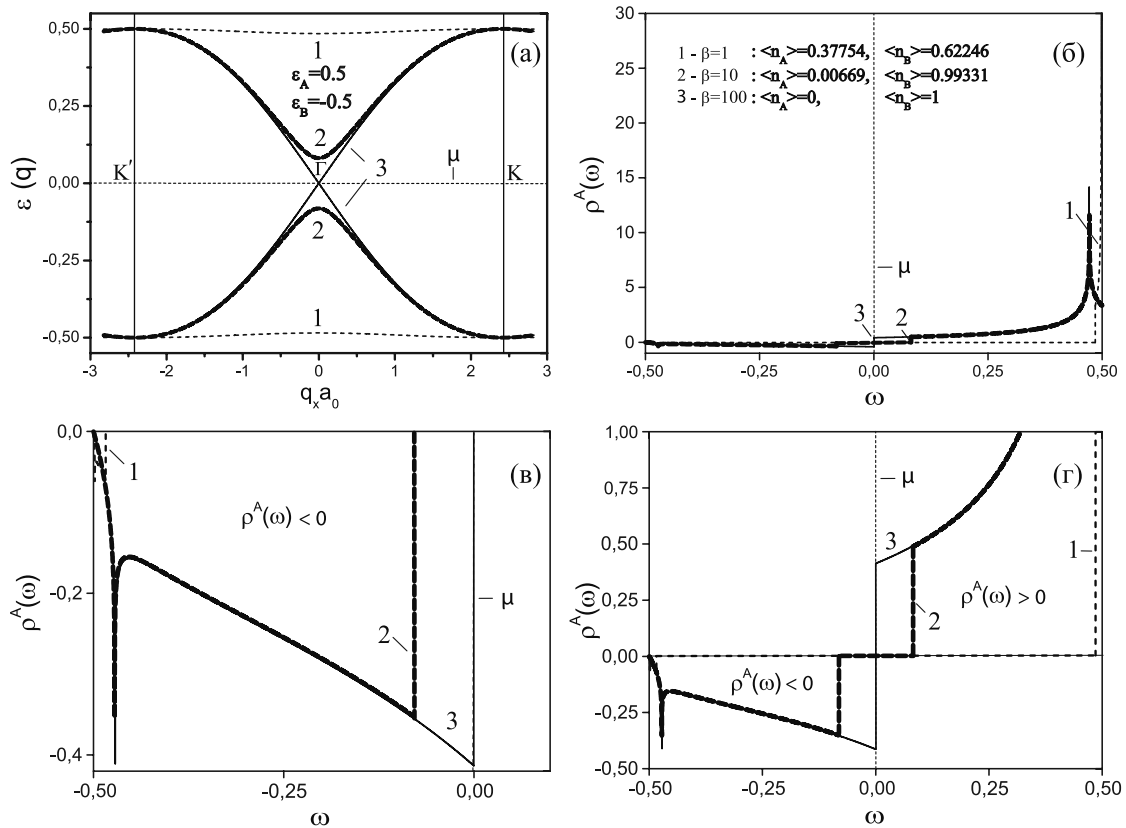 (а)
0,50
0,25
0,00
-0,25
-0,50
ε (q)
1
ε_A=0.5
ε_B=-0.5
2
Γ
3
μ
K'
K
2
1
-3 -2 -1 0 1 2 3
q_x a_0
(б)
30
25
20
15
10
5
0
ρ^A(ω)
1 - β=1 : <n_A>=0.37754, <n_B>=0.62246
2 - β=10 : <n_A>=0.00669, <n_B>=0.99331
3 - β=100 : <n_A>=0, <n_B>=1
1
μ
3
2
-0,50 -0,25 0,00 0,25 0,50
ω
(в)
0,0
-0,2
-0,4
ρ^A(ω)
1
ρ^A(ω) < 0
μ
2
3
-0,50 -0,25 0,00
ω
(г)
1,00
0,75
0,50
0,25
0,00
-0,25
-0,50
ρ^A(ω)
μ
3
1
ρ^A(ω) > 0
2
ρ^A(ω) < 0
-0,50 -0,25 0,00 0,25 0,50
ω